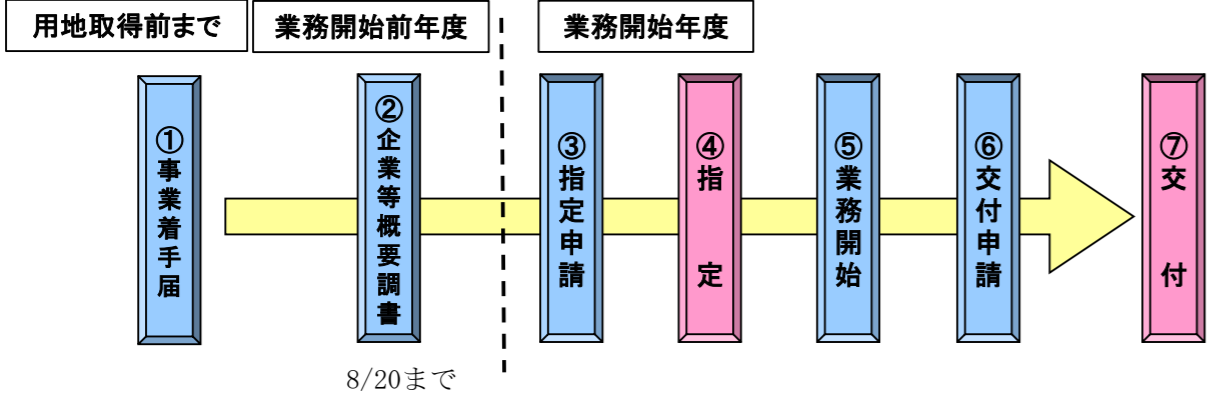 用地取得前まで
業務開始前年度
業務開始年度
①事業着手届
②企業等概要調書
③指定申請
④指定
⑤業務開始
⑥交付申請
⑦交付
8/20まで